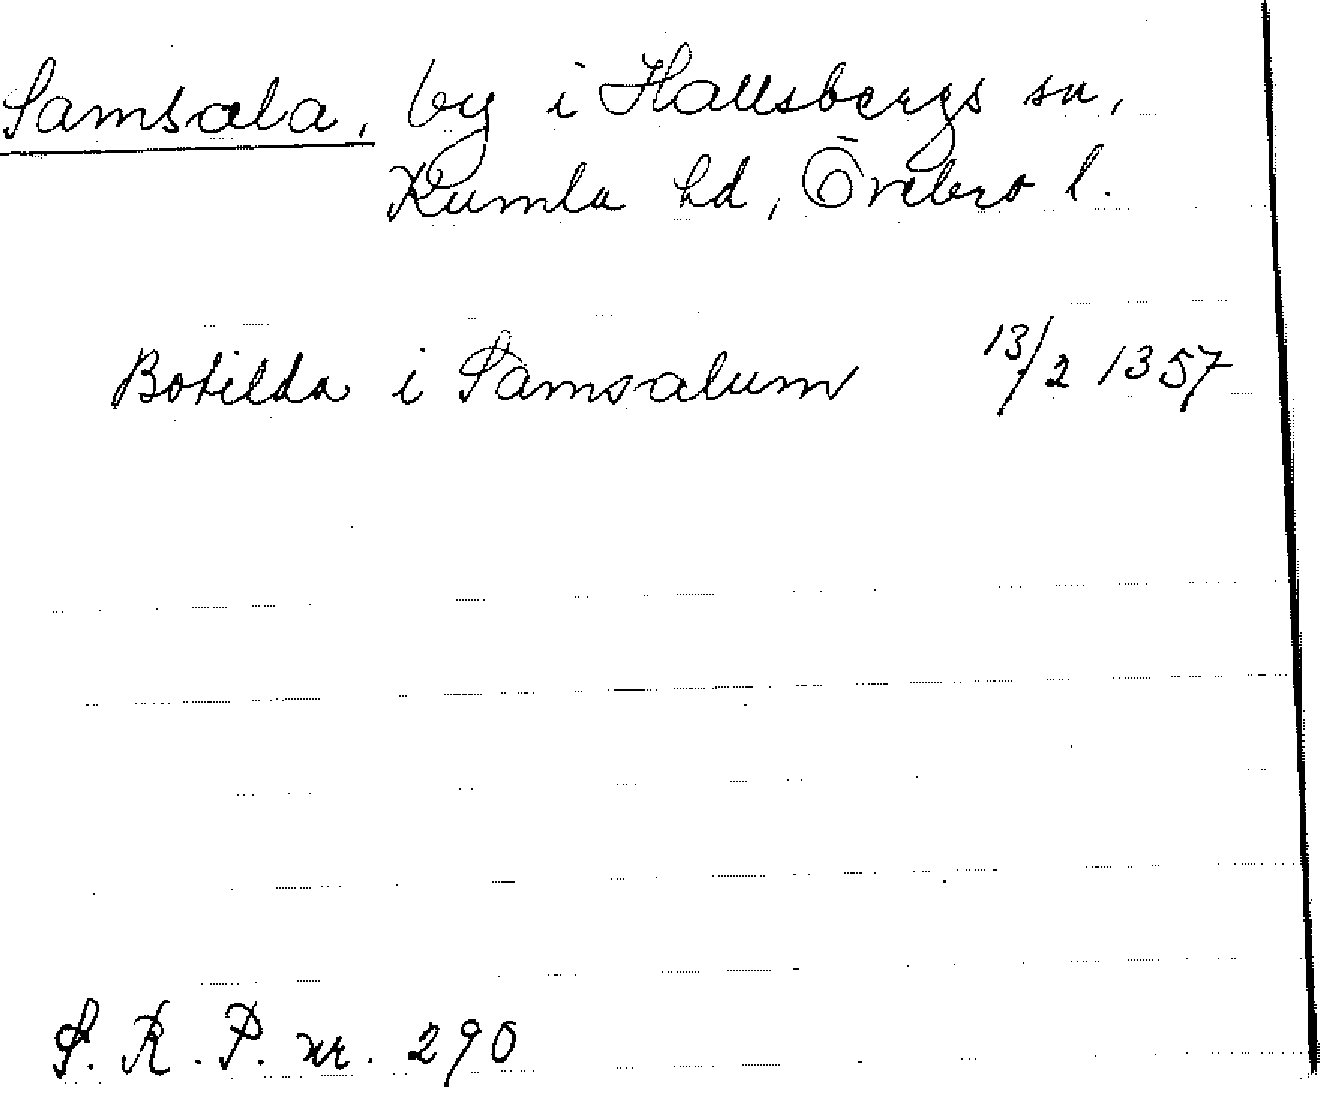 Samsala, by i Hallsbergs sn,
Kumla hd, Örebro l.
Botilda i Samsalum 13/2 1357
S. R. P. nr. 290